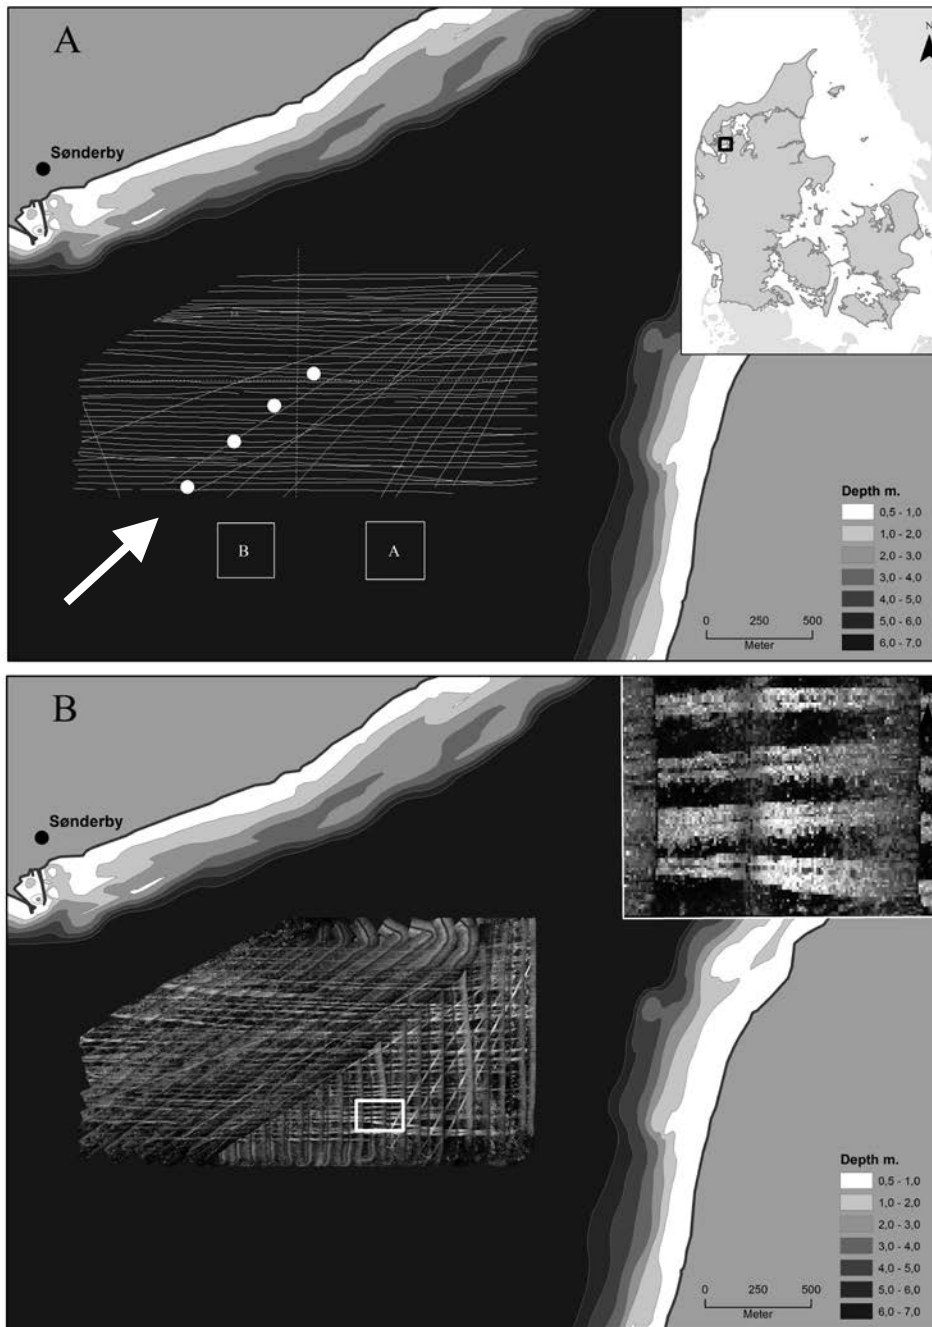 A
N
Sønderby
B
A
Depth m.
0,5 - 1,0
1,0 - 2,0
2,0 - 3,0
3,0 - 4,0
4,0 - 5,0
5,0 - 6,0
6,0 - 7,0
0 250 500
Meter
B
Sønderby
Depth m.
0,5 - 1,0
1,0 - 2,0
2,0 - 3,0
3,0 - 4,0
4,0 - 5,0
5,0 - 6,0
6,0 - 7,0
0 250 500
Meter